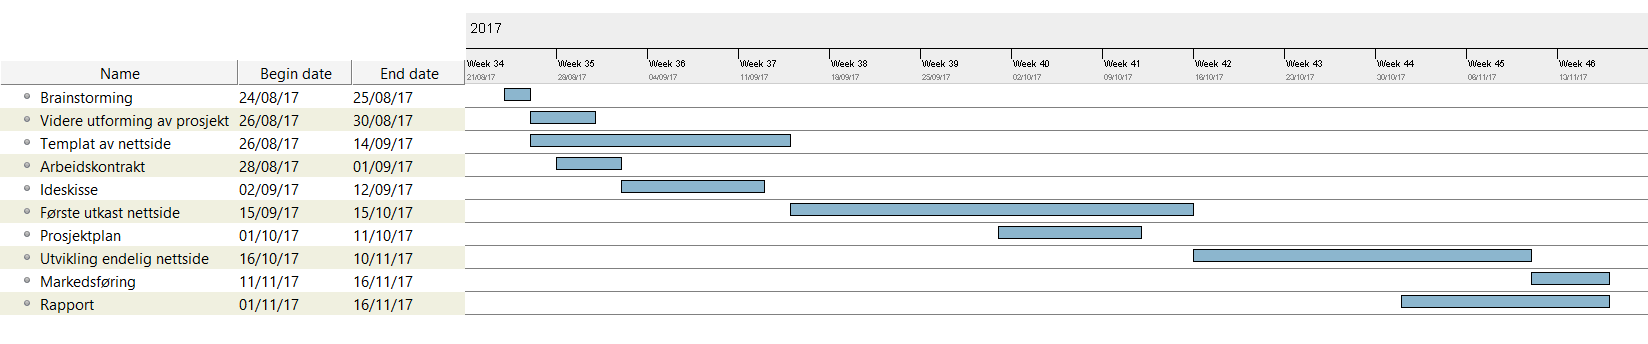 2017
Week 34 Week 35 Week 36 Week 37 Week 38 Week 39 Week 40 Week 41 Week 42 Week 43 Week 44 Week 45 Week 46
Name Begin date End date 21/08/17 28/08/17 04/09/17 11/09/17 18/09/17 25/09/17 02/10/17 09/10/17 16/10/17 23/10/17 30/10/17 06/11/17 13/11/17
Brainstorming 24/08/17 25/08/17
Videre utforming av prosjekt 26/08/17 30/08/17
Templat av nettside 26/08/17 14/09/17
Arbeidskontrakt 28/08/17 01/09/17
Ideskisse 02/09/17 12/09/17
Første utkast nettside 15/09/17 15/10/17
Prosjektplan 01/10/17 11/10/17
Utvikling endelig nettside 16/10/17 10/11/17
Markedsføring 11/11/17 16/11/17
Rapport 01/11/17 16/11/17